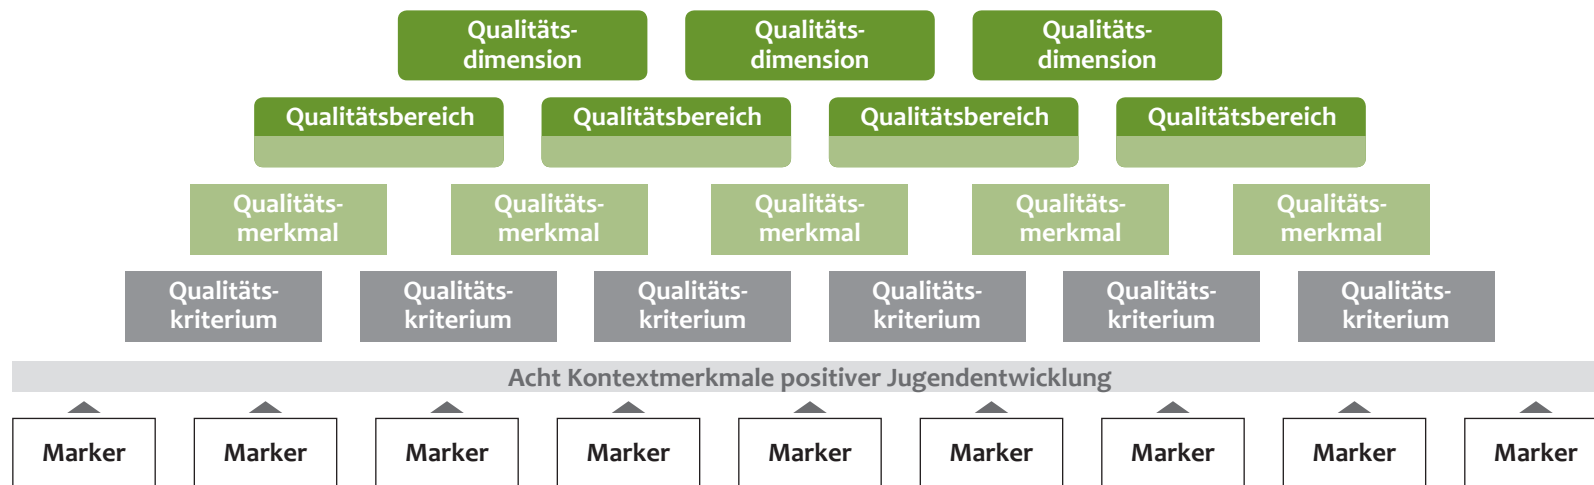 Qualitäts-
dimension
Qualitäts-
dimension
Qualitäts-
dimension
Qualitätsbereich
Qualitätsbereich
Qualitätsbereich
Qualitätsbereich
Qualitäts-
merkmal
Qualitäts-
merkmal
Qualitäts-
merkmal
Qualitäts-
merkmal
Qualitäts-
merkmal
Qualitäts-
kriterium
Qualitäts-
kriterium
Qualitäts-
kriterium
Qualitäts-
kriterium
Qualitäts-
kriterium
Qualitäts-
kriterium
Acht Kontextmerkmale positiver Jugendentwicklung
Marker
Marker
Marker
Marker
Marker
Marker
Marker
Marker
Marker